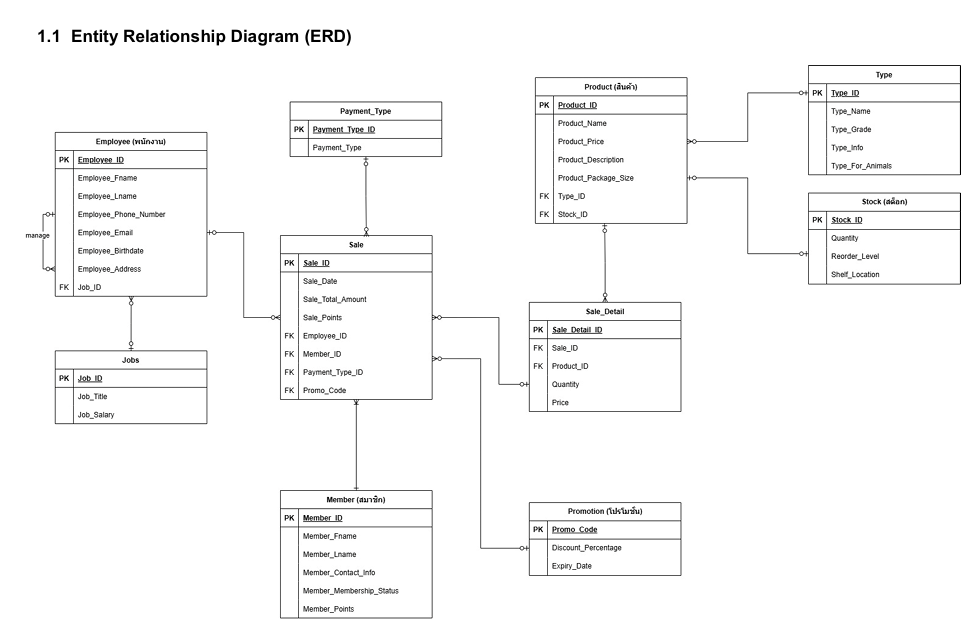 1.1 Entity Relationship Diagram (ERD)
Employee (พนักงาน)
PK Employee_ID
Employee_Fname
Employee_Lname
Employee_Phone_Number
Employee_Email
Employee_Birthdate
Employee_Address
FK Job_ID
manage
Jobs
PK Job_ID
Job_Title
Job_Salary
Payment_Type
PK Payment_Type_ID
Payment_Type
Sale
PK Sale_ID
Sale_Date
Sale_Total_Amount
Sale_Points
FK Employee_ID
FK Member_ID
FK Payment_Type_ID
FK Promo_Code
Member (สมาชิก)
PK Member_ID
Member_Fname
Member_Lname
Member_Contact_Info
Member_Membership_Status
Member_Points
Product (สินค้า)
PK Product_ID
Product_Name
Product_Price
Product_Description
Product_Package_Size
FK Type_ID
FK Stock_ID
Sale_Detail
PK Sale_Detail_ID
FK Sale_ID
FK Product_ID
Quantity
Price
Promotion (โปรโมชั่น)
PK Promo_Code
Discount_Percentage
Expiry_Date
Type
PK Type_ID
Type_Name
Type_Grade
Type_Info
Type_For_Animals
Stock (สต็อก)
PK Stock_ID
Quantity
Reorder_Level
Shelf_Location